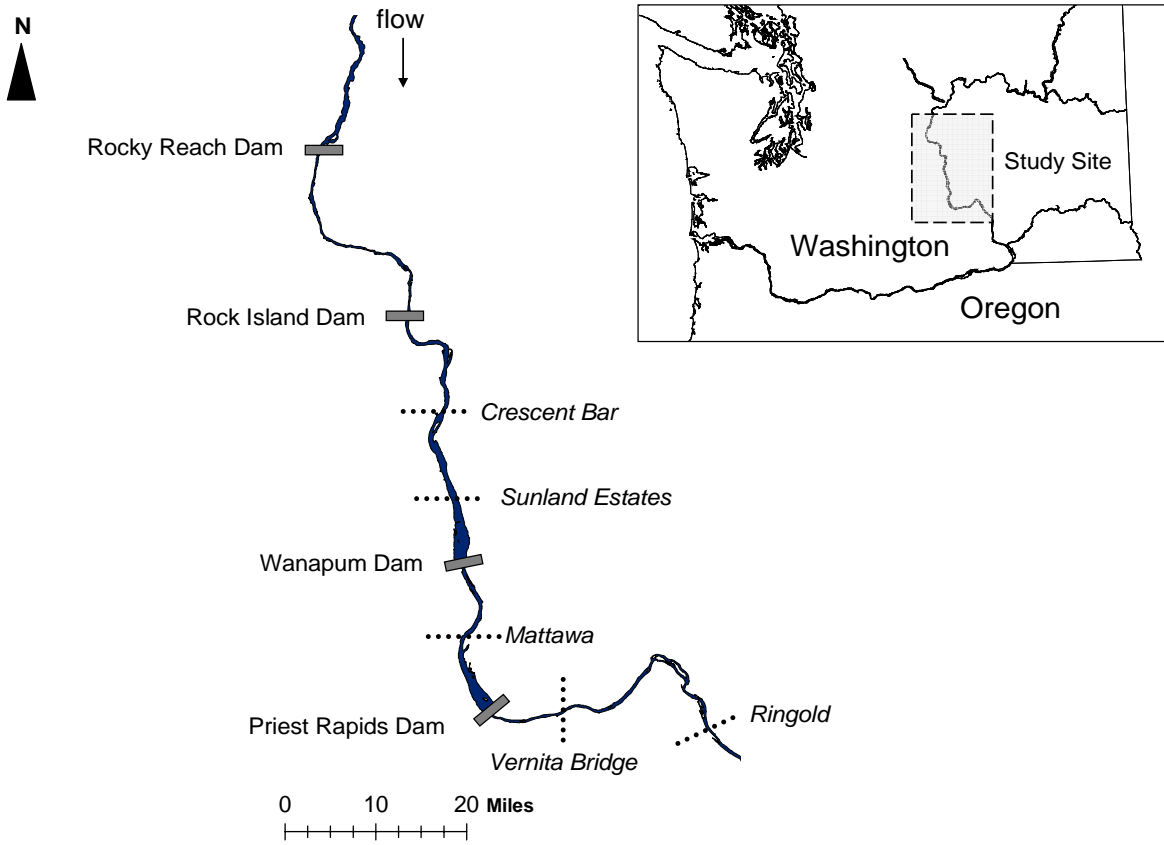 N
flow
Rocky Reach Dam
Study Site
Washington
Oregon
Rock Island Dam
Crescent Bar
Sunland Estates
Wanapum Dam
Mattawa
Priest Rapids Dam
Ringold
Vernita Bridge
0 10 20 Miles